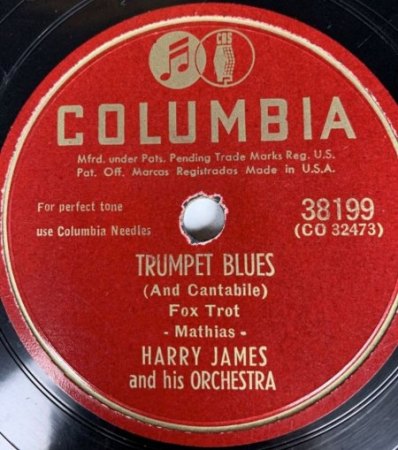 CBS
COLUMBIA
Mfrd. under Pats. Pending Trade Marks Reg. U.S.
Pat. Off. Marcas Registradas Made in U.S.A.
For perfect tone
use Columbia Needles
38199
(CO 32473)
TRUMPET BLUES
(And Cantabile)
Fox Trot
- Mathias -
HARRY JAMES
and his ORCHESTRA